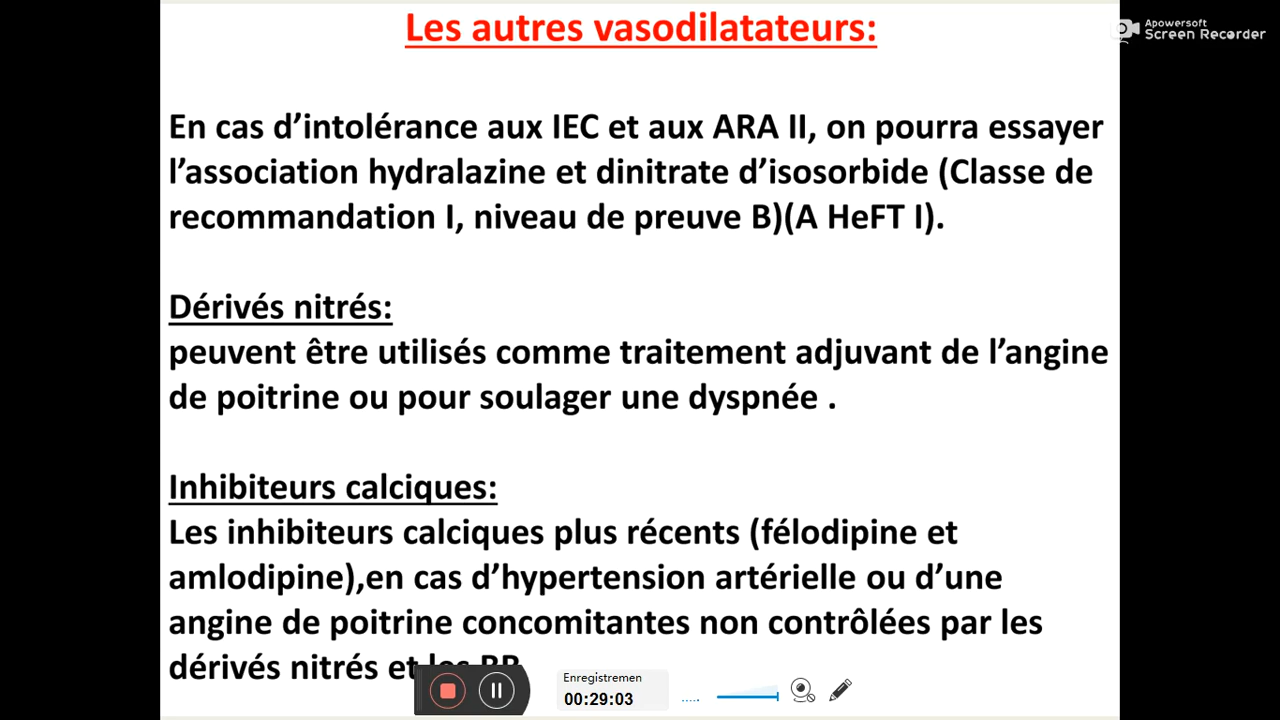 Les autres vasodilatateurs:
Apowersoft
Screen Recorder
En cas d’intolérance aux IEC et aux ARA II, on pourra essayer
l’association hydralazine et dinitrate d’isosorbide (Classe de
recommandation I, niveau de preuve B)(A HeFT I).
Dérivés nitrés:
peuvent être utilisés comme traitement adjuvant de l’angine
de poitrine ou pour soulager une dyspnée .
Inhibiteurs calciques:
Les inhibiteurs calciques plus récents (félodipine et
amlodipine),en cas d’hypertension artérielle ou d’une
angine de poitrine concomitantes non contrôlées par les
dérivés nitrés et les
Enregistremen
00:29:03